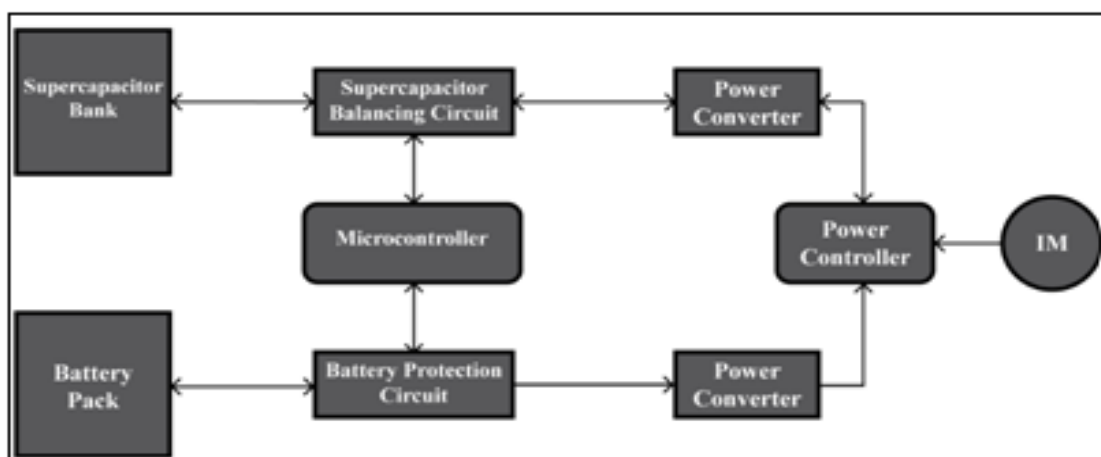 Supercapacitor
Bank
Supercapacitor
Balancing Circuit
Power
Converter
Microcontroller
Power
Controller
IM
Battery
Pack
Battery Protection
Circuit
Power
Converter